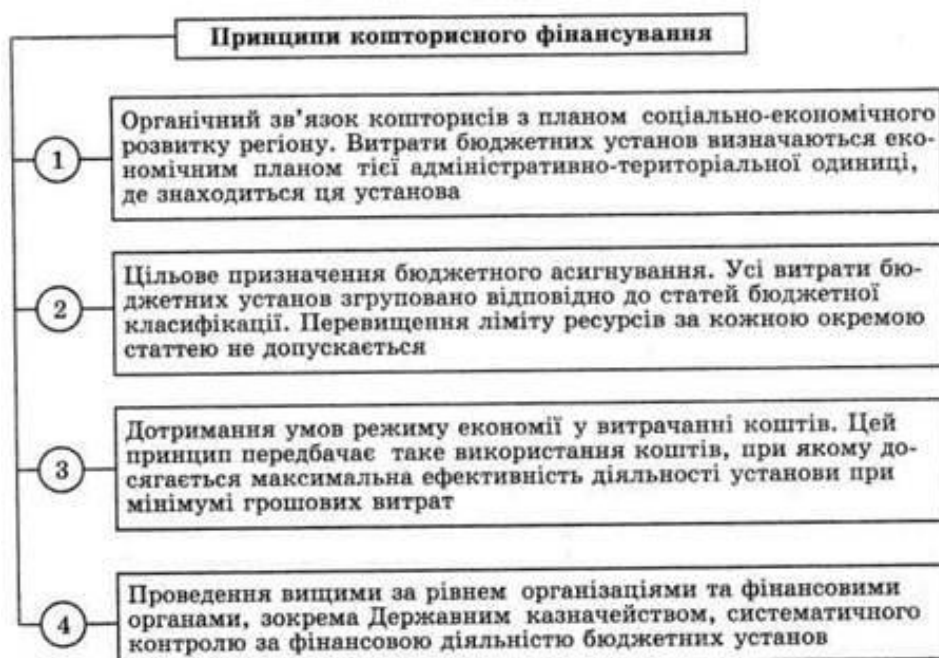 Принципи кошторисного фінансування
1
Органічний зв'язок кошторисів з планом соціально-економічного
розвитку регіону. Витрати бюджетних установ визначаються еко-
номічним планом тієї адміністративно-територіальної одиниці,
де знаходиться ця установа
2
Цільове призначення бюджетного асигнування. Усі витрати бю-
джетних установ згруповано відповідно до статей бюджетної
класифікації. Перевищення ліміту ресурсів за кожною окремою
статтею не допускається
3
Дотримання умов режиму економії у витрачанні коштів. Цей
принцип передбачає таке використання коштів, при якому до-
сягається максимальна ефективність діяльності установи при
мінімумі грошових витрат
4
Проведення вищими за рівнем організаціями та фінансовими
органами, зокрема Державним казначейством, систематичного
контролю за фінансовою діяльністю бюджетних установ